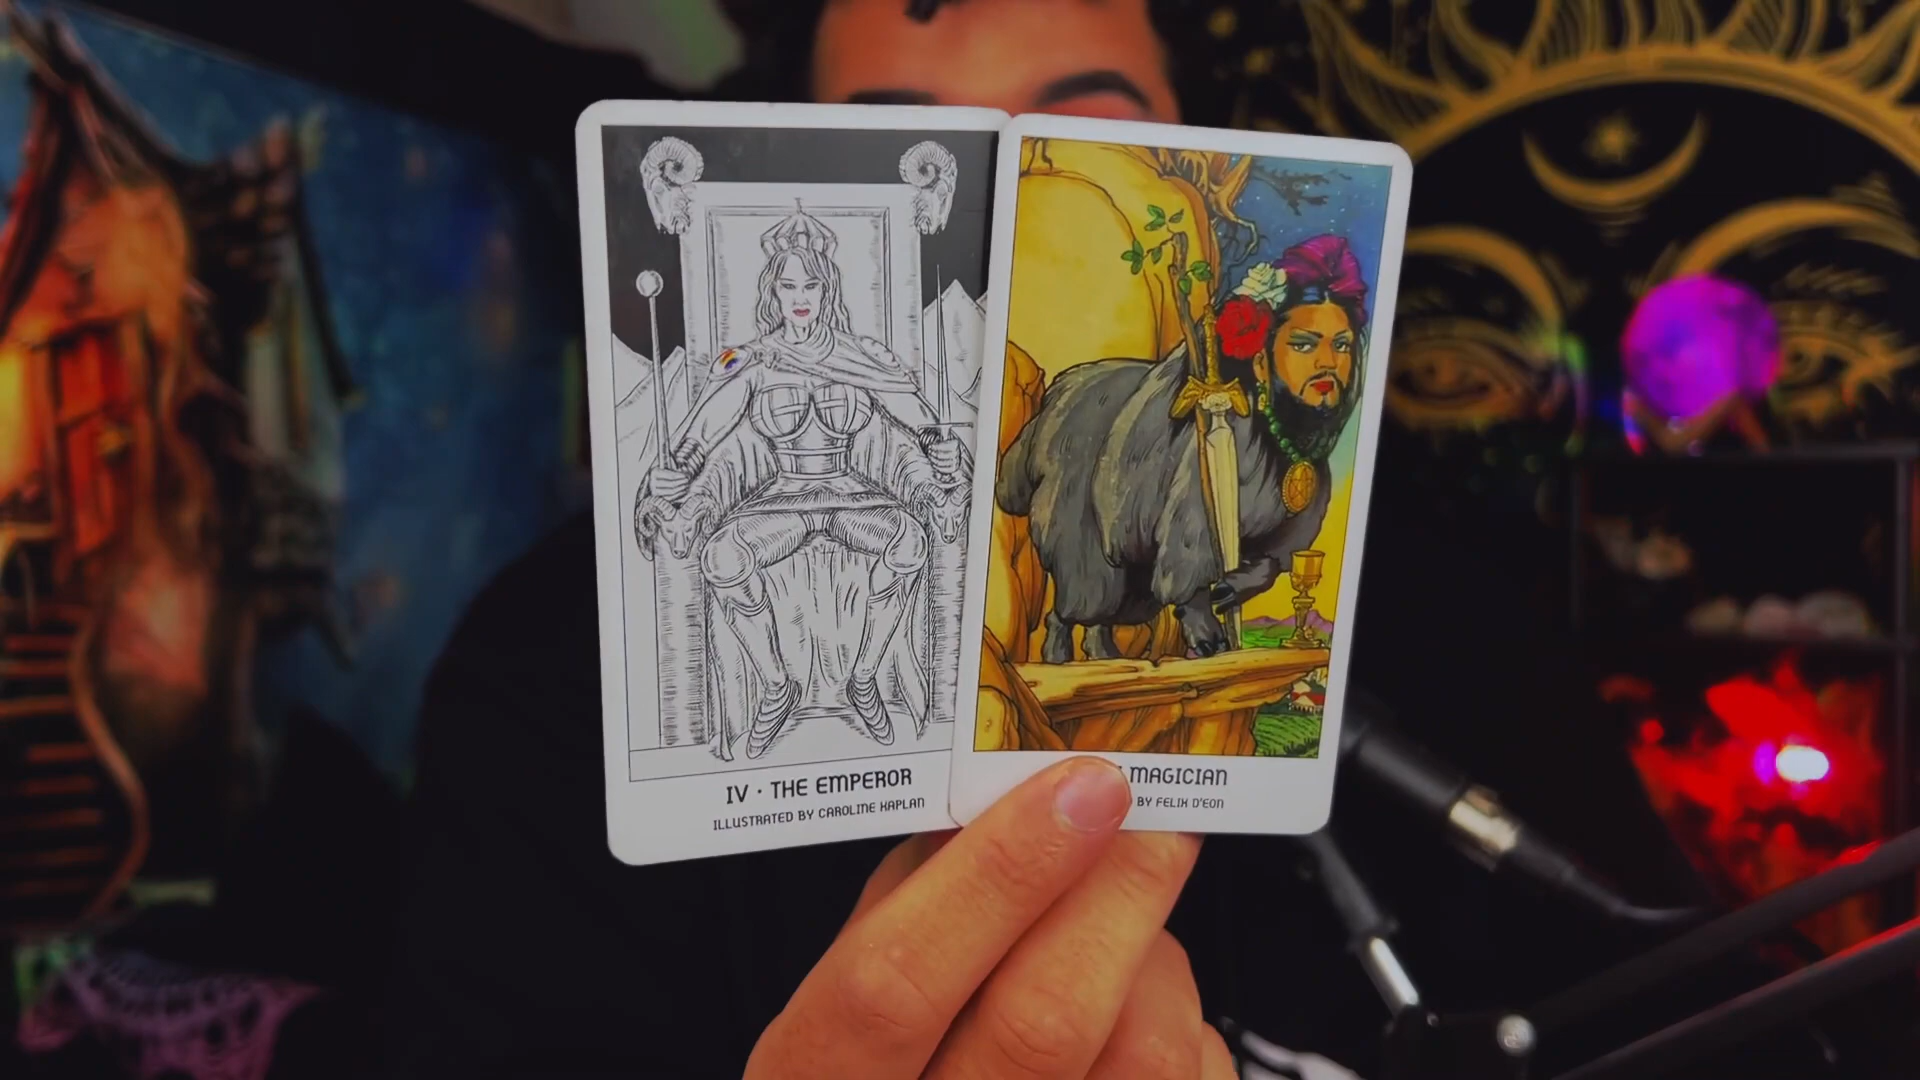 IV · THE EMPEROR
ILLUSTRATED BY CAROLINE KAPLAN
MAGICIAN
BY FELIX D'EON